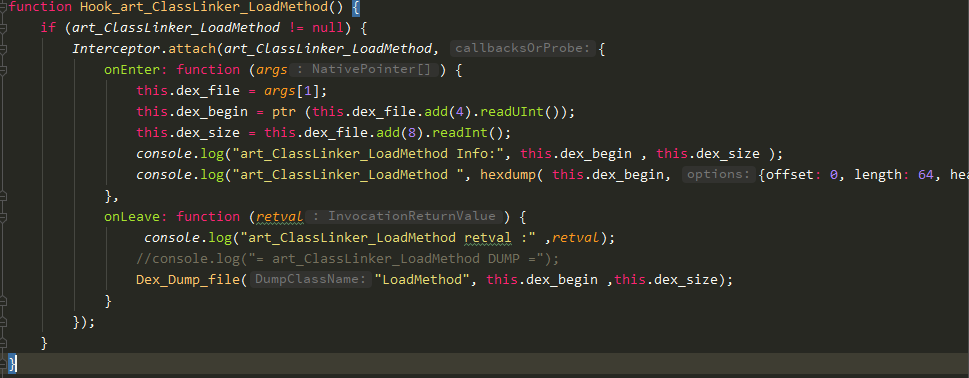 function Hook_art_ClassLinker_LoadMethod() {
if (art_ClassLinker_LoadMethod != null) {
Interceptor.attach(art_ClassLinker_LoadMethod, callbacksOrProbe: {
onEnter: function (args : NativePointer[] ) {
this.dex_file = args[1];
this.dex_begin = ptr (this.dex_file.add(4).readUInt());
this.dex_size = this.dex_file.add(8).readInt();
console.log("art_ClassLinker_LoadMethod Info:", this.dex_begin , this.dex_size );
console.log("art_ClassLinker_LoadMethod ", hexdump( this.dex_begin, options: {offset: 0, length: 64, hea
},
onLeave: function (retval : InvocationReturnValue ) {
console.log("art_ClassLinker_LoadMethod retval :" ,retval);
//console.log("= art_ClassLinker_LoadMethod DUMP =");
Dex_Dump_file( DumpClassName: "LoadMethod", this.dex_begin ,this.dex_size);
}
});
}
}